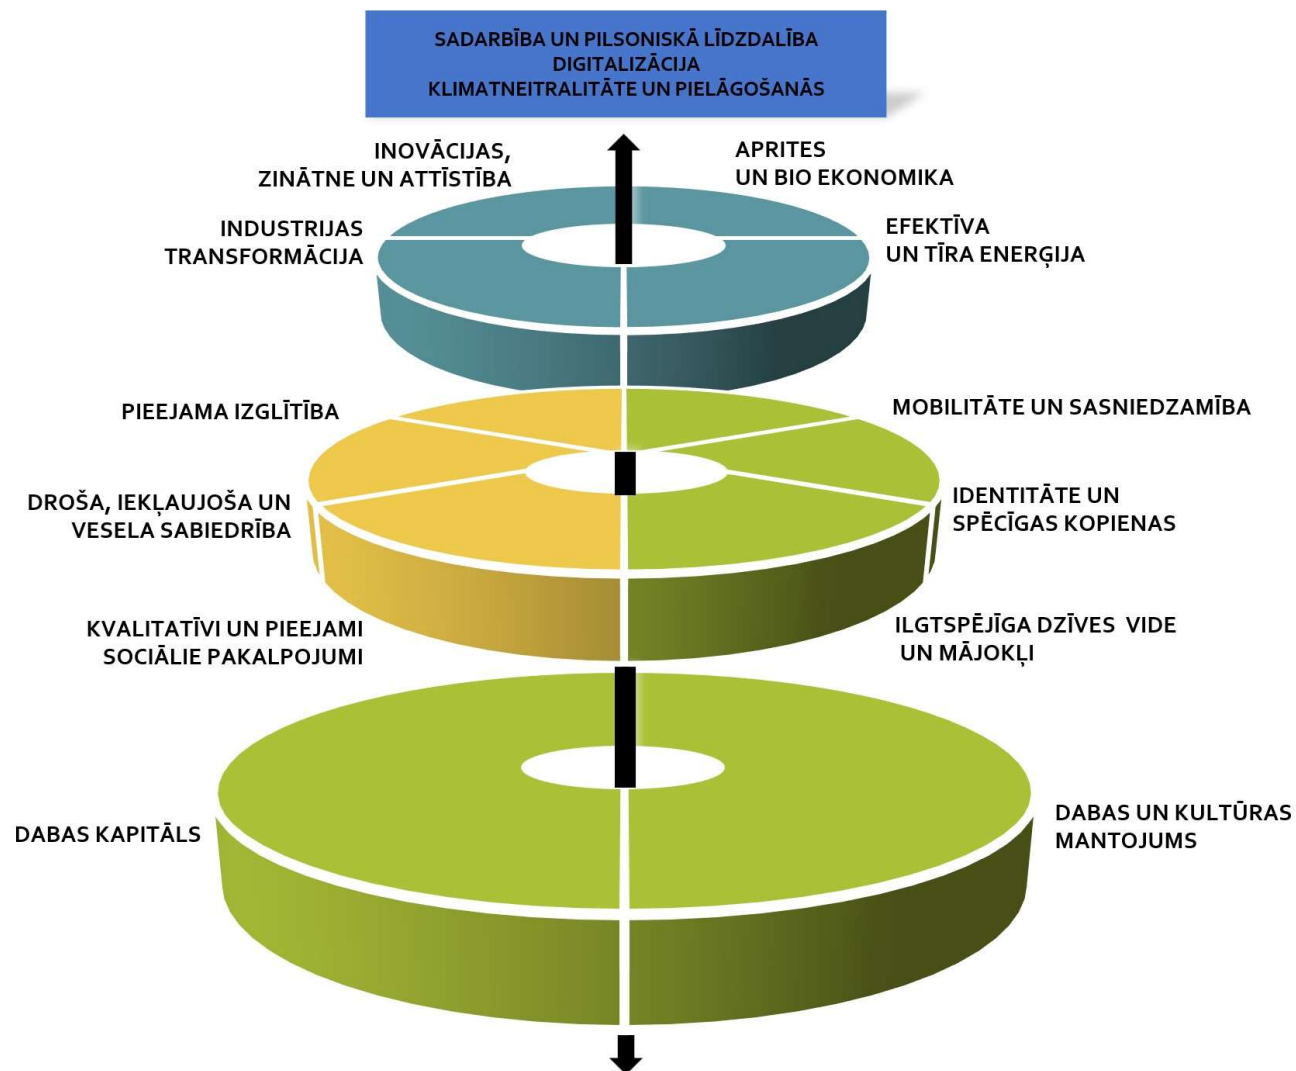 SADARBĪBA UN PILSONISKĀ LĪDZDALĪBA
DIGITALIZĀCIJA
KLIMATNEITRALITĀTE UN PIELĀGOŠANĀS
INOVĀCIJAS,
ZINĀTNE UN ATTĪSTĪBA
APRITES
UN BIO EKONOMIKA
INDUSTRIJAS
TRANSFORMĀCIJA
EFEKTĪVA
UN TĪRA ENERĢIJA
PIEEJAMA IZGLĪTĪBA
MOBILITĀTE UN SASNIEDZAMĪBA
DROŠA, IEKĻAUJOŠA UN
VESELA SABIEDRĪBA
IDENTITĀTE UN
SPĒCĪGAS KOPIENAS
KVALITATĪVI UN PIEEJAMI
SOCIĀLIE PAKALPOJUMI
ILGTSPĒJĪGA DZĪVES VIDE
UN MĀJOKĻI
DABAS KAPITĀLS
DABAS UN KULTŪRAS
MANTOJUMS